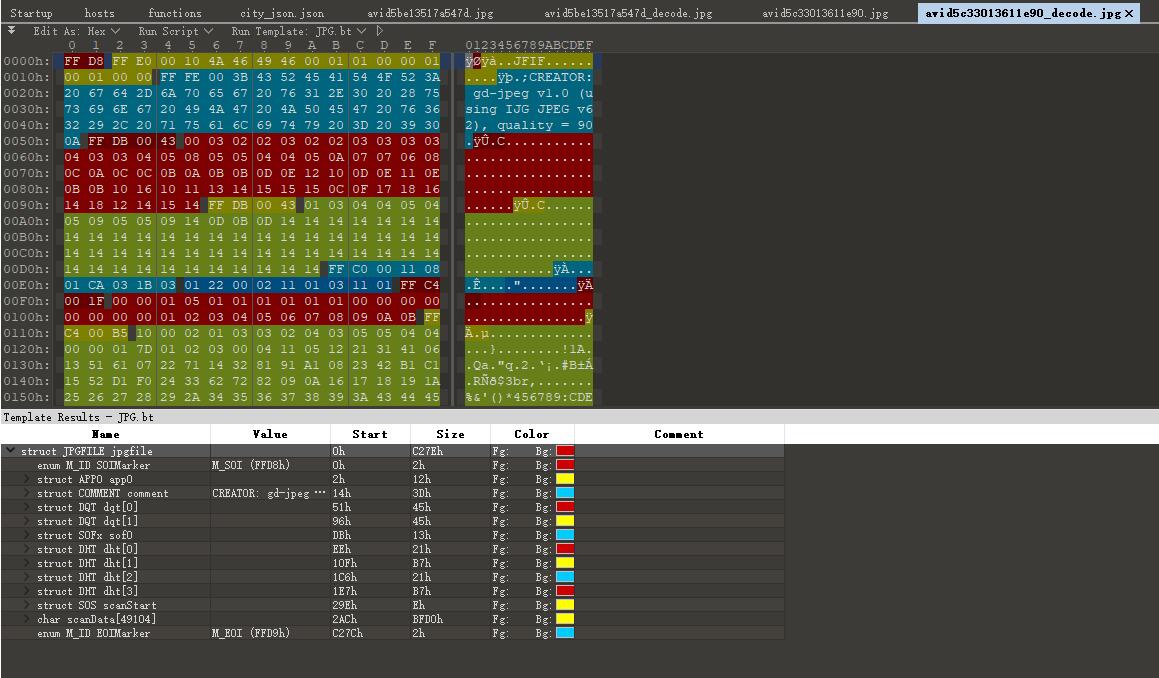 Startup hosts functions city_json.json avid5be13517a547d.jpg avid5be13517a547d_decode.jpg avid5c33013611e90.jpg avid5c33013611e90_decode.jpg ×
Edit As: Hex Run Script Run Template: JPG.bt
0 1 2 3 4 5 6 7 8 9 A B C D E F 0123456789ABCDEF
0000h: FF D8 FF E0 00 10 4A 46 49 46 00 01 01 00 00 01 ÿØÿà..JFIF......
0010h: 00 01 00 00 FF FE 00 3B 43 52 45 41 54 4F 52 3A ....ÿþ.;CREATOR:
0020h: 20 67 64 2D 6A 70 65 67 20 76 31 2E 30 20 28 75 gd-jpeg v1.0 (u
0030h: 73 69 6E 67 20 49 4A 47 20 4A 50 45 47 20 76 36 sing IJG JPEG v6
0040h: 32 29 2C 20 71 75 61 6C 69 74 79 20 3D 20 39 30 2), quality = 90
0050h: 0A FF DB 00 43 00 03 02 02 03 02 02 03 03 03 03 .ÿÛ.C...........
0060h: 04 03 03 04 05 08 05 05 04 04 05 0A 07 07 06 08 ................
0070h: 0C 0A 0C 0C 0B 0A 0B 0B 0D 0E 12 10 0D 0E 11 0E ................
0080h: 0B 0B 10 16 10 11 13 14 15 15 15 0C 0F 17 18 16 ................
0090h: 14 18 12 14 15 14 FF DB 00 43 01 03 04 04 05 04 ......ÿÛ.C......
00A0h: 05 09 05 05 09 14 0D 0B 0D 14 14 14 14 14 14 14 ................
00B0h: 14 14 14 14 14 14 14 14 14 14 14 14 14 14 14 14 ................
00C0h: 14 14 14 14 14 14 14 14 14 14 14 14 14 14 14 14 ................
00D0h: 14 14 14 14 14 14 14 14 14 14 14 FF C0 00 11 08 ...........ÿÀ...
00E0h: 01 CA 03 1B 03 01 22 00 02 11 01 03 11 01 FF C4 .Ê....".......ÿÄ
00F0h: 00 1F 00 00 01 05 01 01 01 01 01 01 00 00 00 00 ................
0100h: 00 00 00 00 01 02 03 04 05 06 07 08 09 0A 0B FF ...............ÿ
0110h: C4 00 B5 10 00 02 01 03 03 02 04 03 05 05 04 04 Ä.µ.............
0120h: 00 00 01 7D 01 02 03 00 04 11 05 12 21 31 41 06 ...}........!1A.
0130h: 13 51 61 07 22 71 14 32 81 91 A1 08 23 42 B1 C1 .Qa."q.2.‘¡.#B±Á
0140h: 15 52 D1 F0 24 33 62 72 82 09 0A 16 17 18 19 1A .RÑð$3br‚.......
0150h: 25 26 27 28 29 2A 34 35 36 37 38 39 3A 43 44 45 %&'()*456789:CDE
Template Results - JPG.bt
Name Value Start Size Color Comment
struct JPGFILE jpgfile 0h C27Eh Fg: Bg:
enum M_ID SOIMarker M_SOI (FFD8h) 0h 2h Fg: Bg:
struct APP0 app0 2h 12h Fg: Bg:
struct COMMENT comment CREATOR: gd-jpeg ··· 14h 3Dh Fg: Bg:
struct DQT dqt[0] 51h 45h Fg: Bg:
struct DQT dqt[1] 96h 45h Fg: Bg:
struct SOFx sof0 DBh 13h Fg: Bg:
struct DHT dht[0] EEh 21h Fg: Bg:
struct DHT dht[1] 10Fh B7h Fg: Bg:
struct DHT dht[2] 1C6h 21h Fg: Bg:
struct DHT dht[3] 1E7h B7h Fg: Bg:
struct SOS scanStart 29Eh Eh Fg: Bg:
char scanData[49104] 2ACh BFD0h Fg: Bg:
enum M_ID EOIMarker M_EOI (FFD9h) C27Ch 2h Fg: Bg: